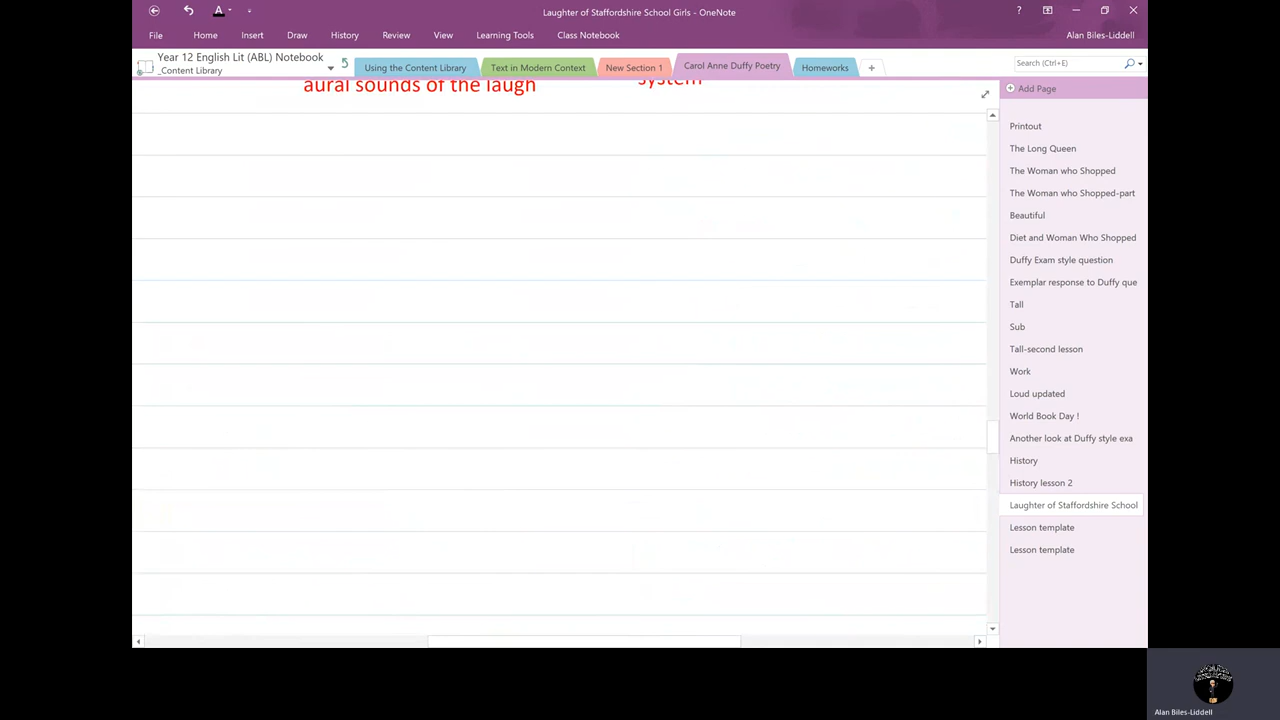 Laughter of Staffordshire School Girls - OneNote
?
File
Home
Insert
Draw
History
Review
View
Learning Tools
Class Notebook
Alan Biles-Liddell
Year 12 English Lit (ABL) Notebook
_Content Library
Using the Content Library
Text in Modern Context
New Section 1
Carol Anne Duffy Poetry
Homeworks
+
Search (Ctrl+E)
aural sounds of the laugh
system
Add Page
Printout
The Long Queen
The Woman who Shopped
The Woman who Shopped-part
Beautiful
Diet and Woman Who Shopped
Duffy Exam style question
Exemplar response to Duffy que
Tall
Sub
Tall-second lesson
Work
Loud updated
World Book Day !
Another look at Duffy style exa
History
History lesson 2
Laughter of Staffordshire School
Lesson template
Lesson template
Alan Biles-Liddell